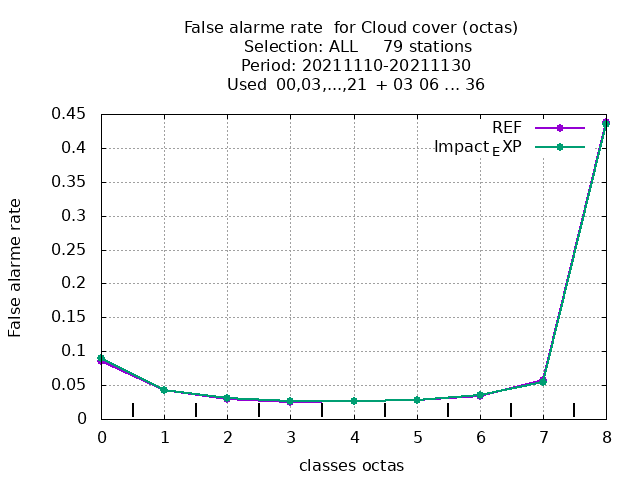 False alarme rate  for Cloud cover (octas)
Selection: ALL     79 stations
Period: 20211110-20211130
Used  00,03,...,21  + 03 06 ... 36
REF
Impact_EXP
0.45
0.4
0.35
0.3
0.25
0.2
0.15
0.1
0.05
0
False alarme rate
0 1 2 3 4 5 6 7 8
classes octas